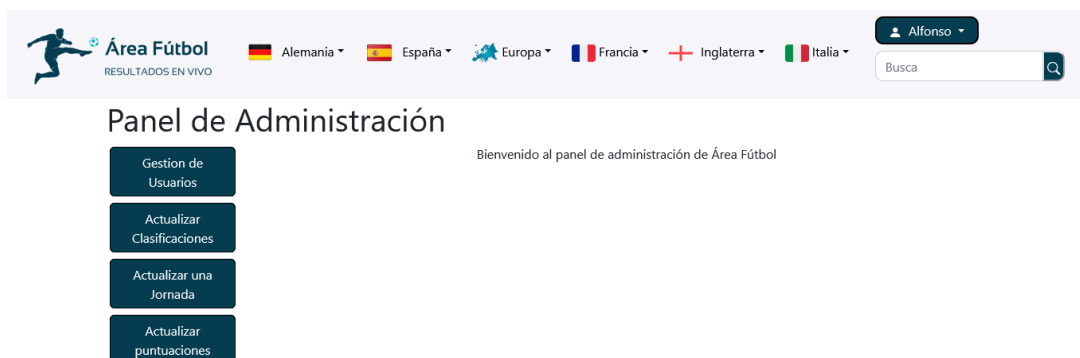 Área Fútbol
RESULTADOS EN VIVO
Alemania
España
Europa
Francia
Inglaterra
Italia
Alfonso
Busca
Panel de Administración
Gestion de
Usuarios
Bienvenido al panel de administración de Área Fútbol
Actualizar
Clasificaciones
Actualizar una
Jornada
Actualizar
puntuaciones